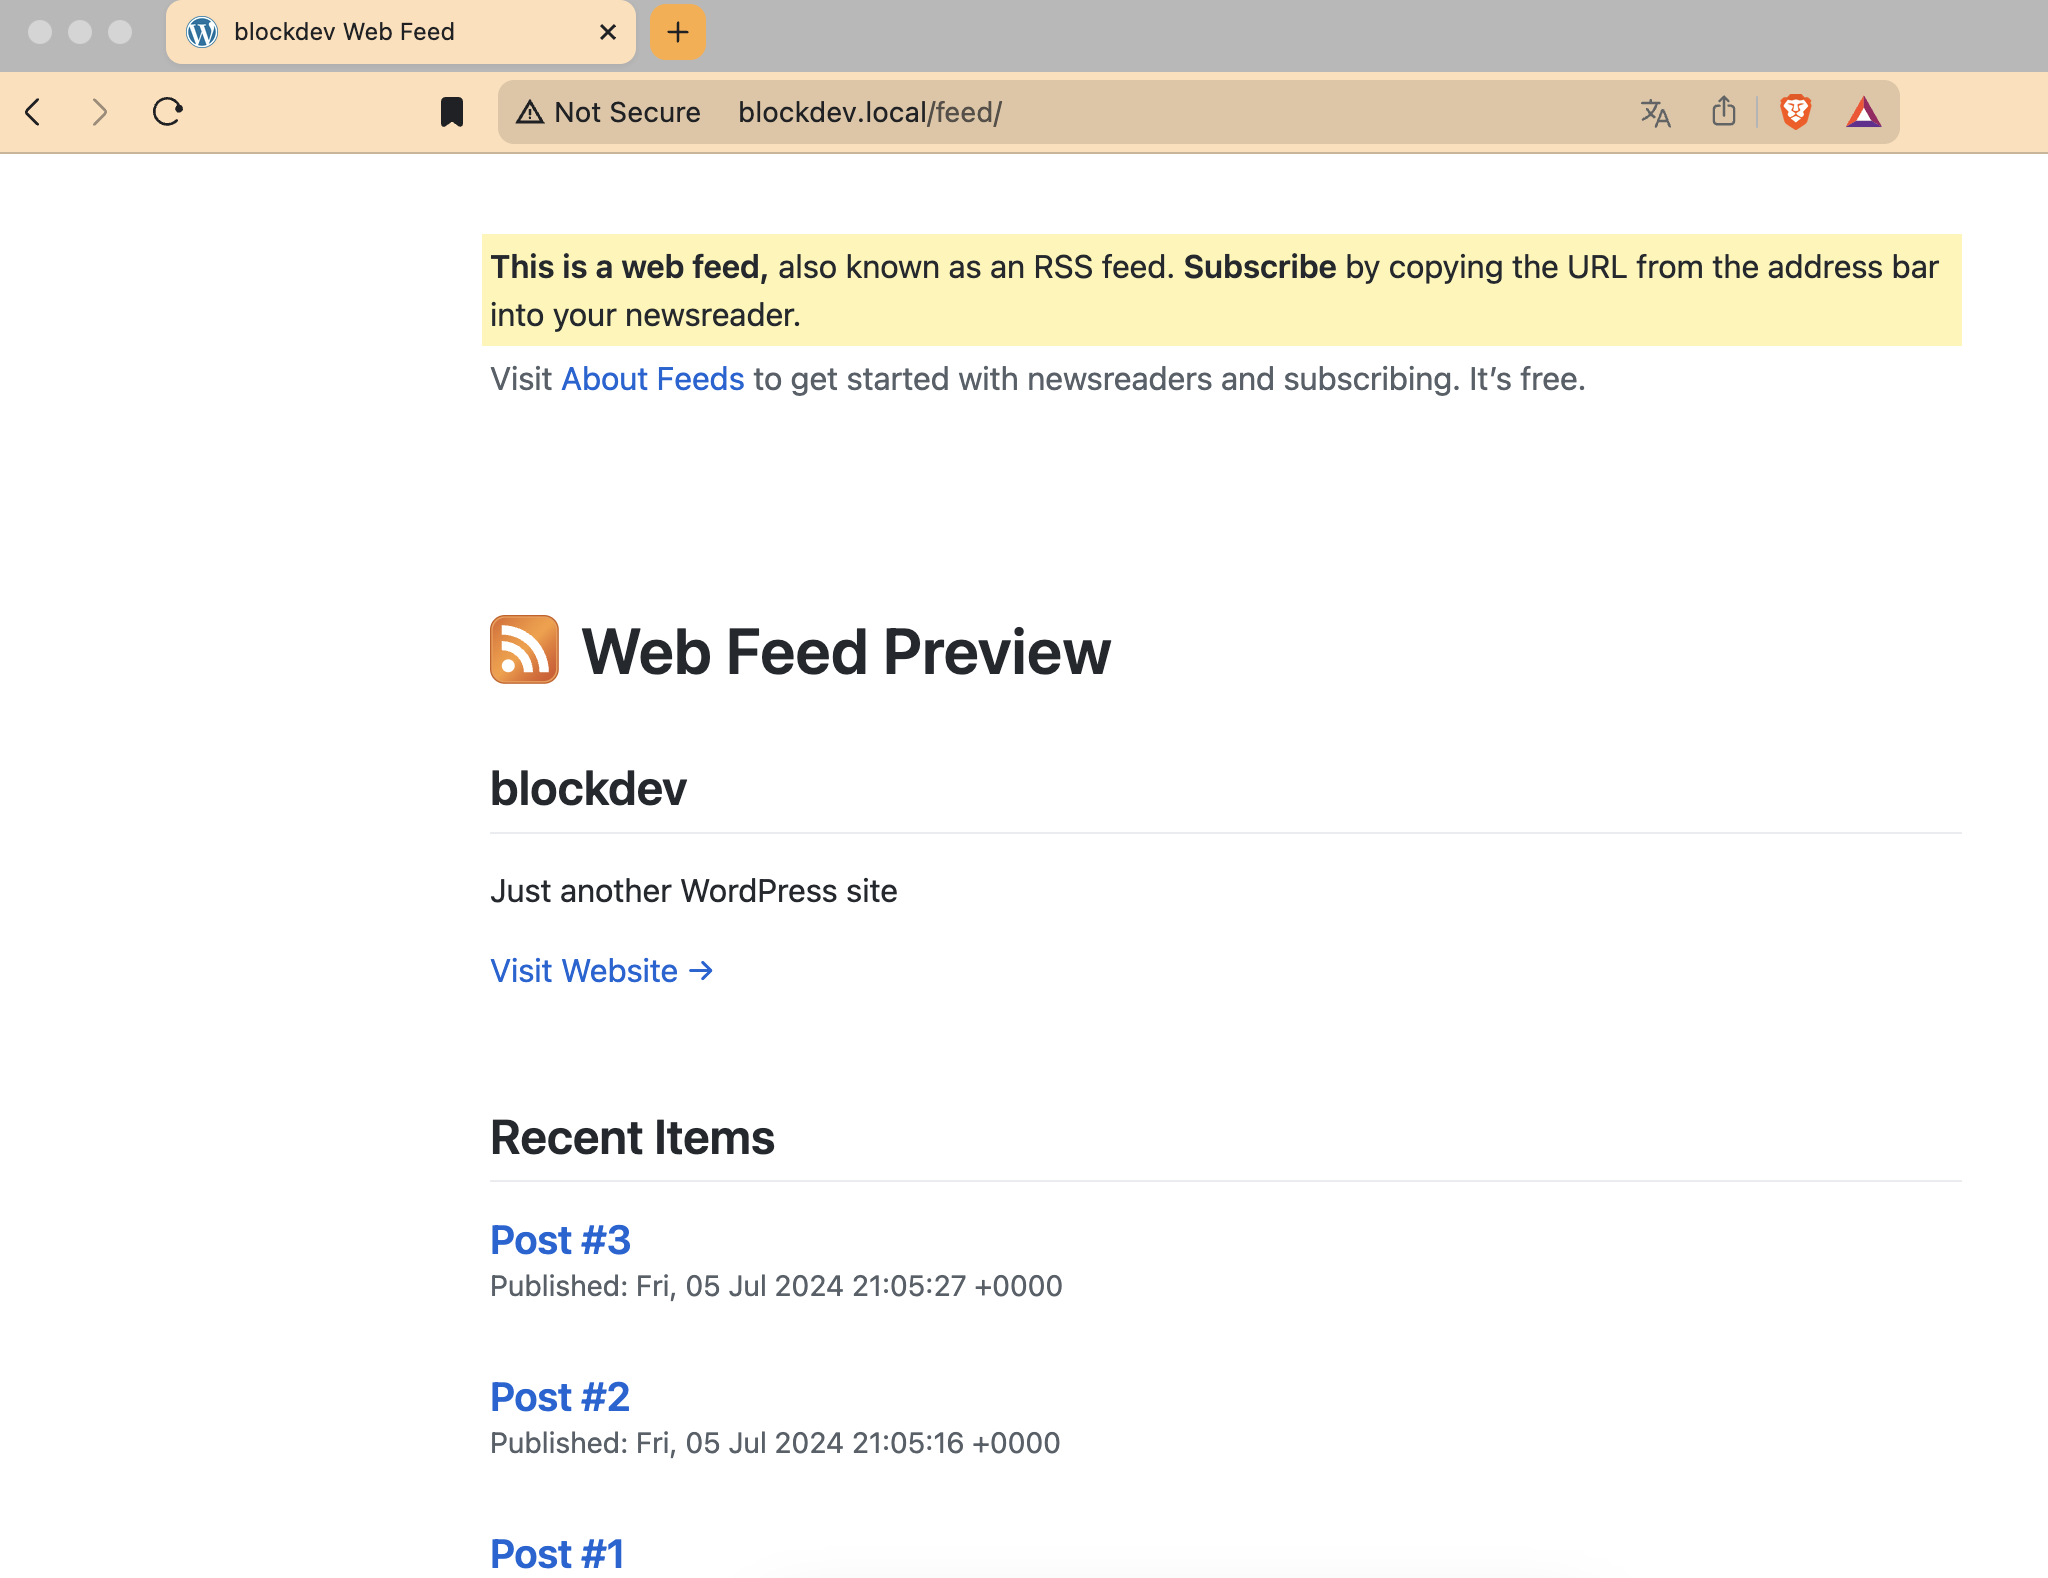 blockdev Web Feed
Not Secure blockdev.local/feed/
This is a web feed, also known as an RSS feed. Subscribe by copying the URL from the address bar
into your newsreader.
Visit About Feeds to get started with newsreaders and subscribing. It’s free.
Web Feed Preview
blockdev
Just another WordPress site
Visit Website →
Recent Items
Post #3
Published: Fri, 05 Jul 2024 21:05:27 +0000
Post #2
Published: Fri, 05 Jul 2024 21:05:16 +0000
Post #1